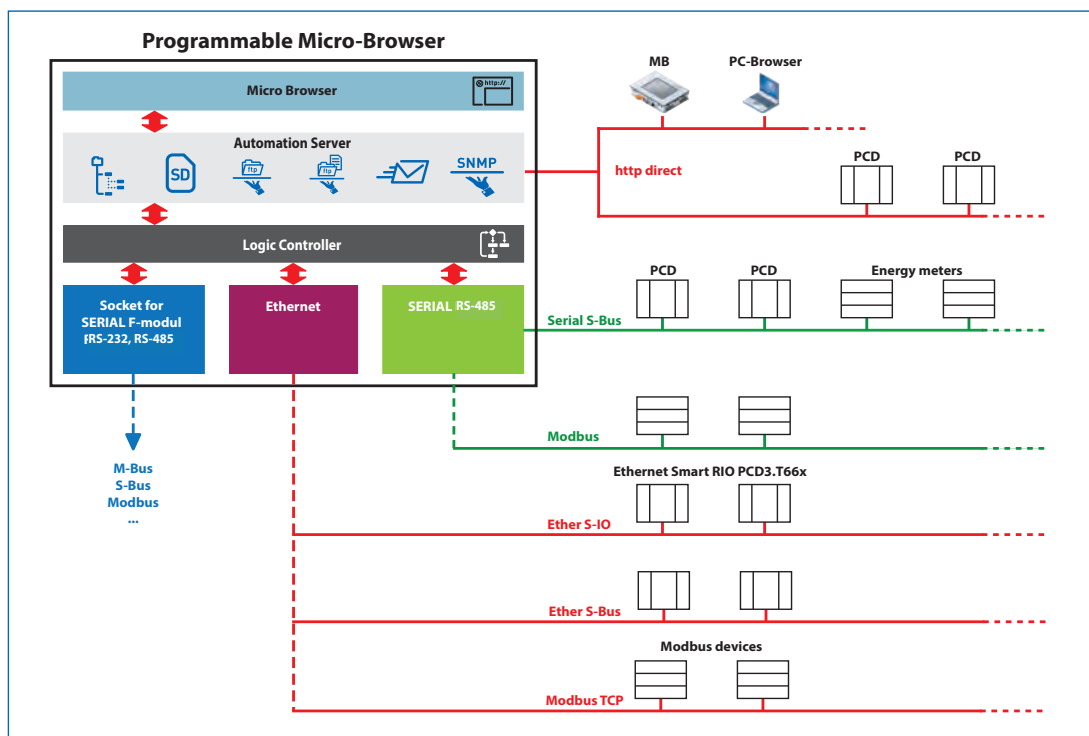 Programmable Micro-Browser
Micro Browser
http://
Automation Server
SD
ftp
ftp
SNMP
Logic Controller
Socket for
SERIAL F-modul
RS-232, RS-485
Ethernet
SERIAL RS-485
M-Bus
S-Bus
Modbus
...
MB
PC-Browser
http direct
PCD
PCD
PCD
PCD
Energy meters
Serial S-Bus
Modbus
Ethernet Smart RIO PCD3.T66x
Ether S-IO
Ether S-Bus
Modbus devices
Modbus TCP